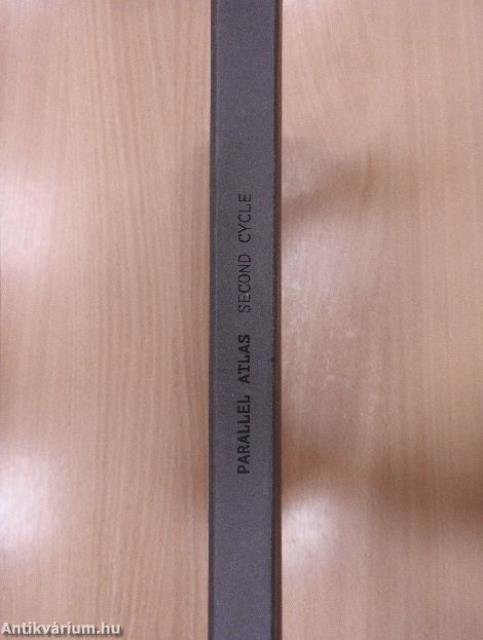 PARALLEL ATLAS SECOND CYCLE
Antikvárium.hu